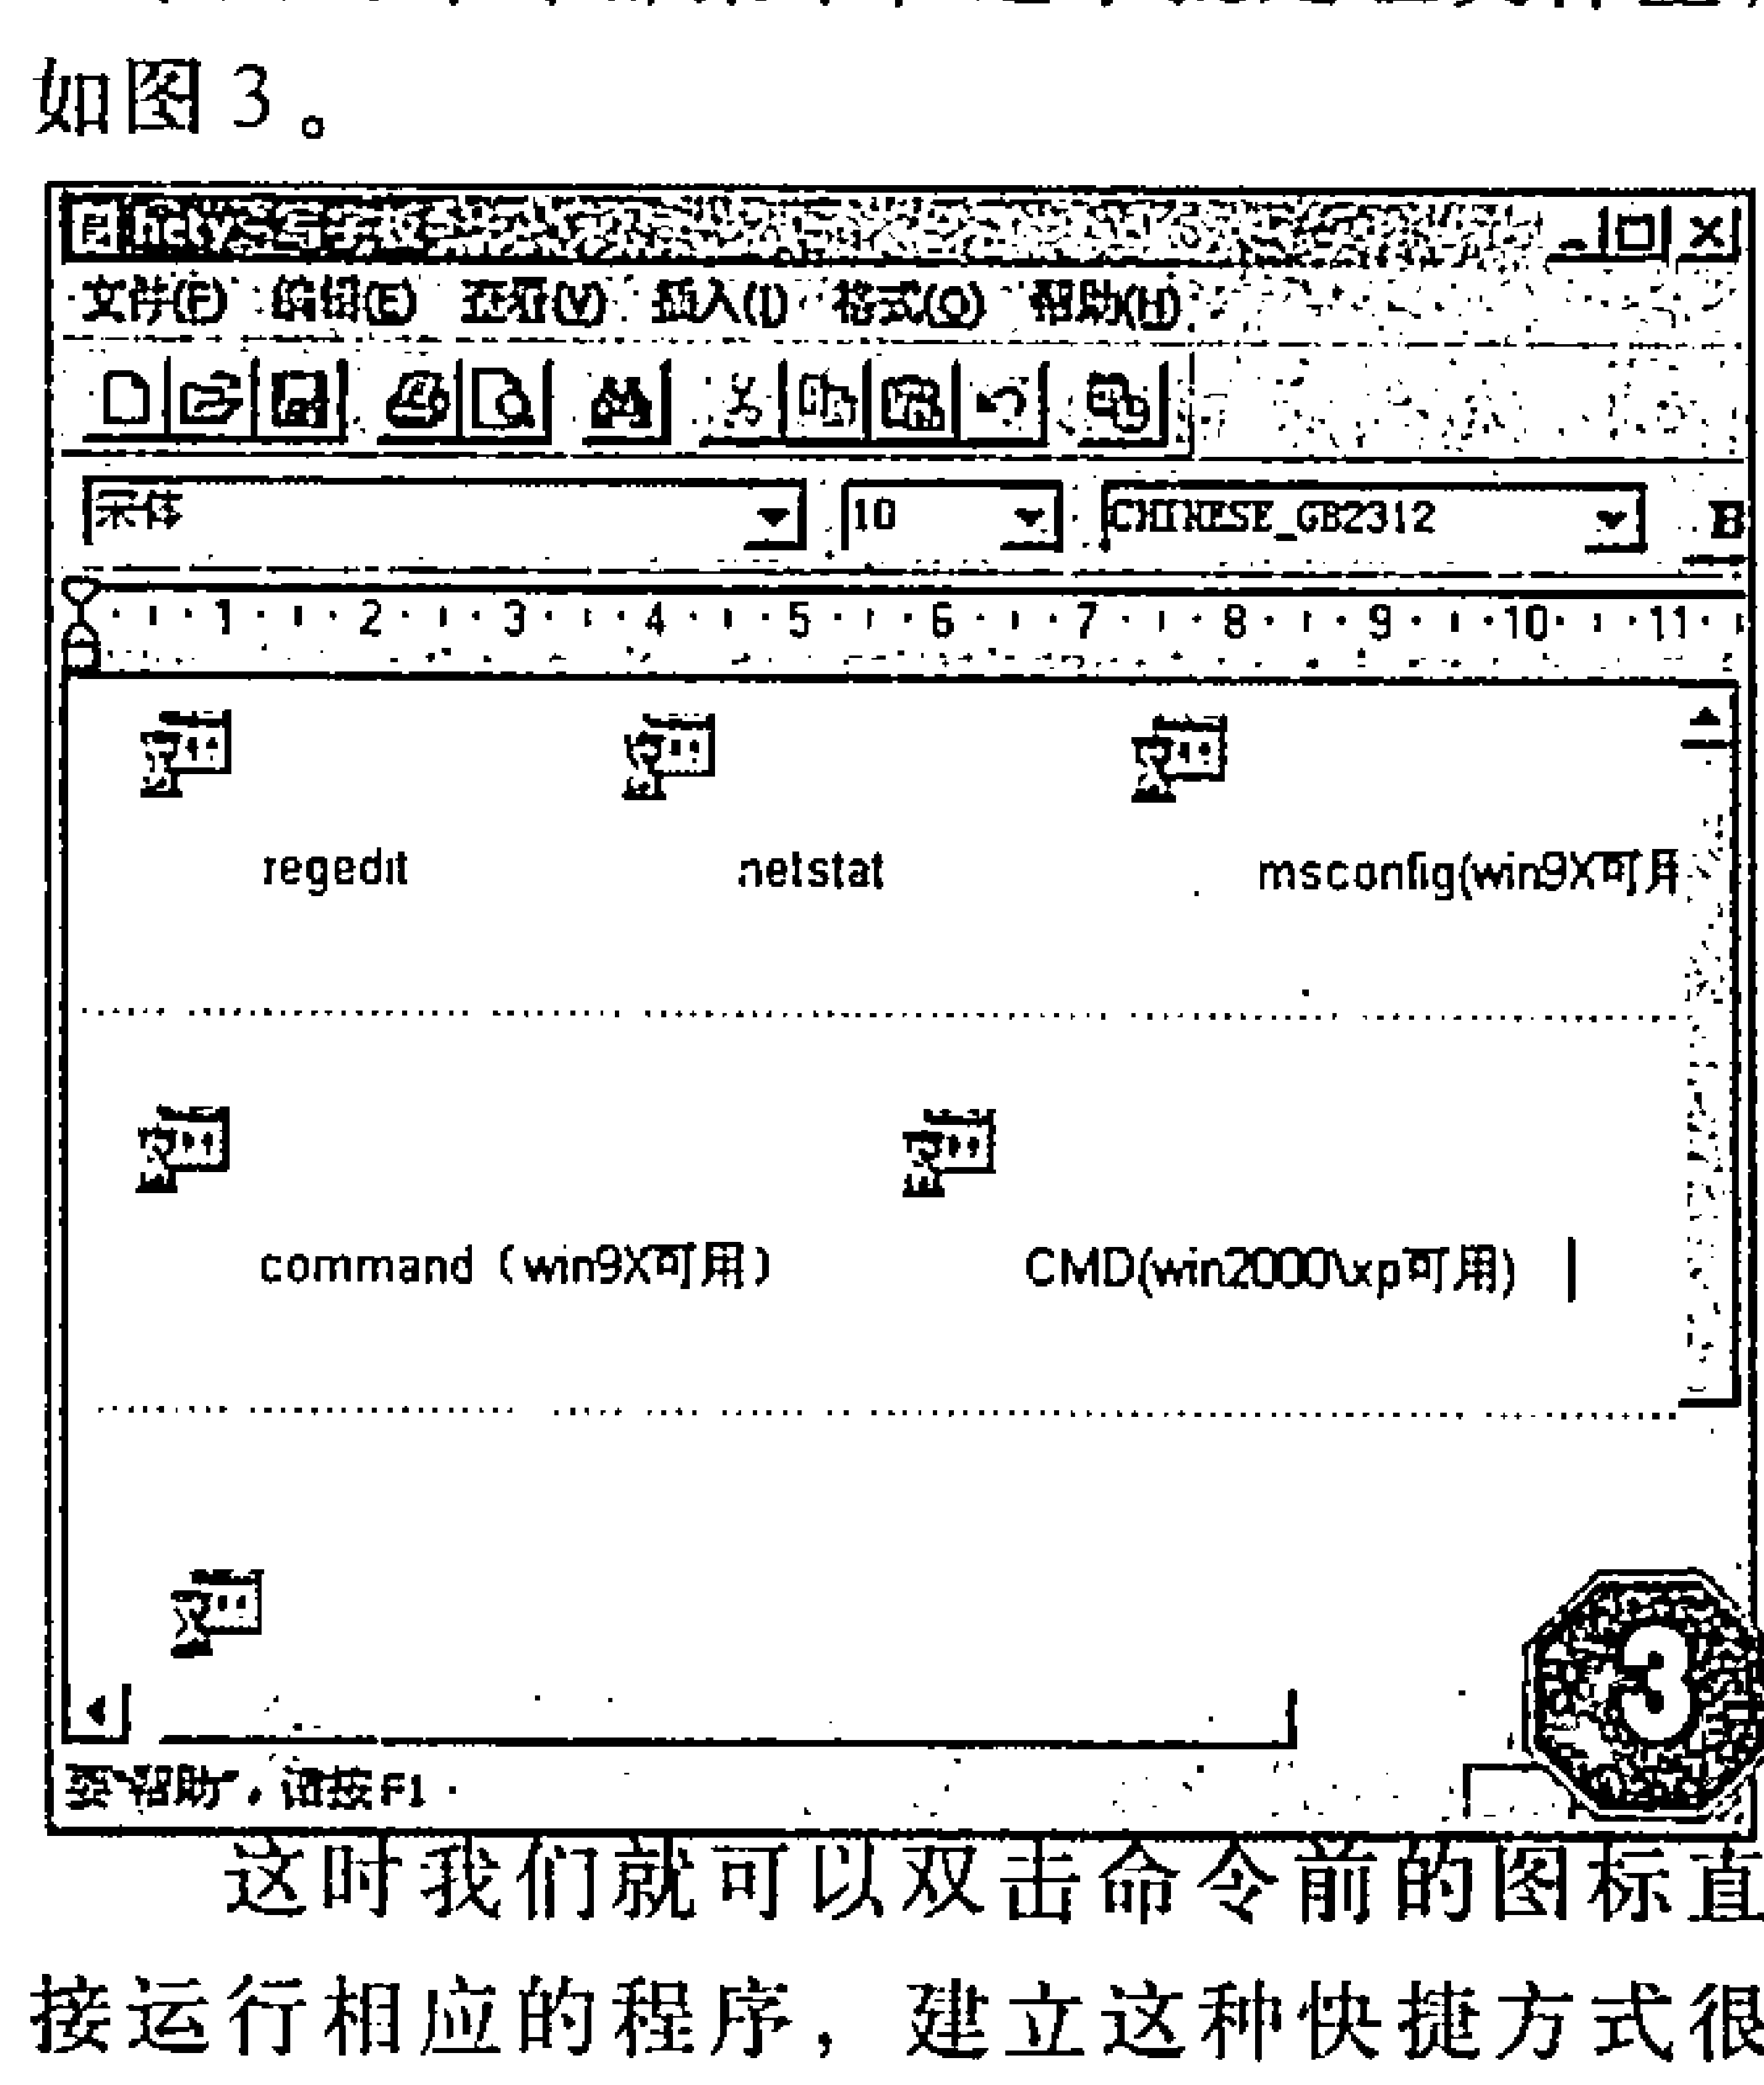 如图3。
文件(F) 编辑(E) 查看(V) 插入(I) 格式(O) 帮助(H)
宋体 10 CHINESE_GB2312 B
1 2 3 4 5 6 7 8 9 10 11
regedit netstat msconfig(win9X可用
command（win9X可用） CMD(win2000\xp可用)
3
要"帮助"，请按F1
这时我们就可以双击命令前的图标直
接运行相应的程序，建立这种快捷方式很